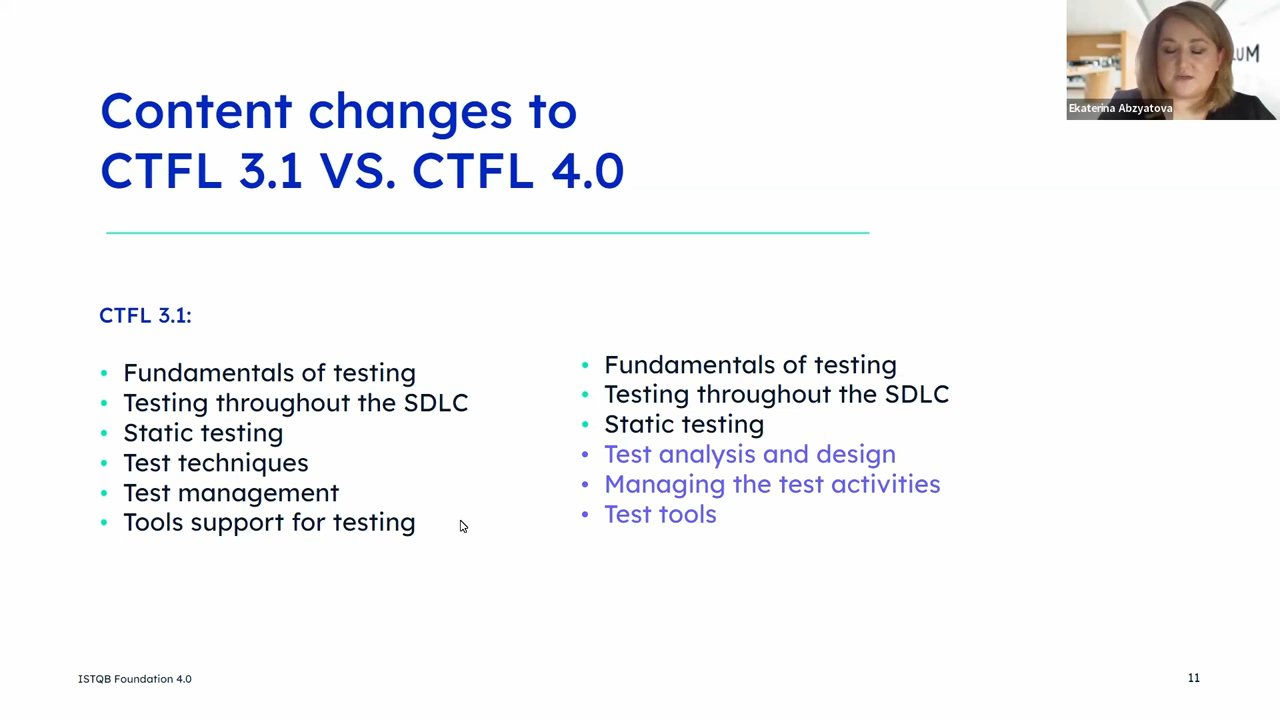 Content changes to
CTFL 3.1 VS. CTFL 4.0
CTFL 3.1:
• Fundamentals of testing
• Testing throughout the SDLC
• Static testing
• Test techniques
• Test management
• Tools support for testing
• Fundamentals of testing
• Testing throughout the SDLC
• Static testing
• Test analysis and design
• Managing the test activities
• Test tools
ISTQB Foundation 4.0
11
Ekaterina Abzyatova